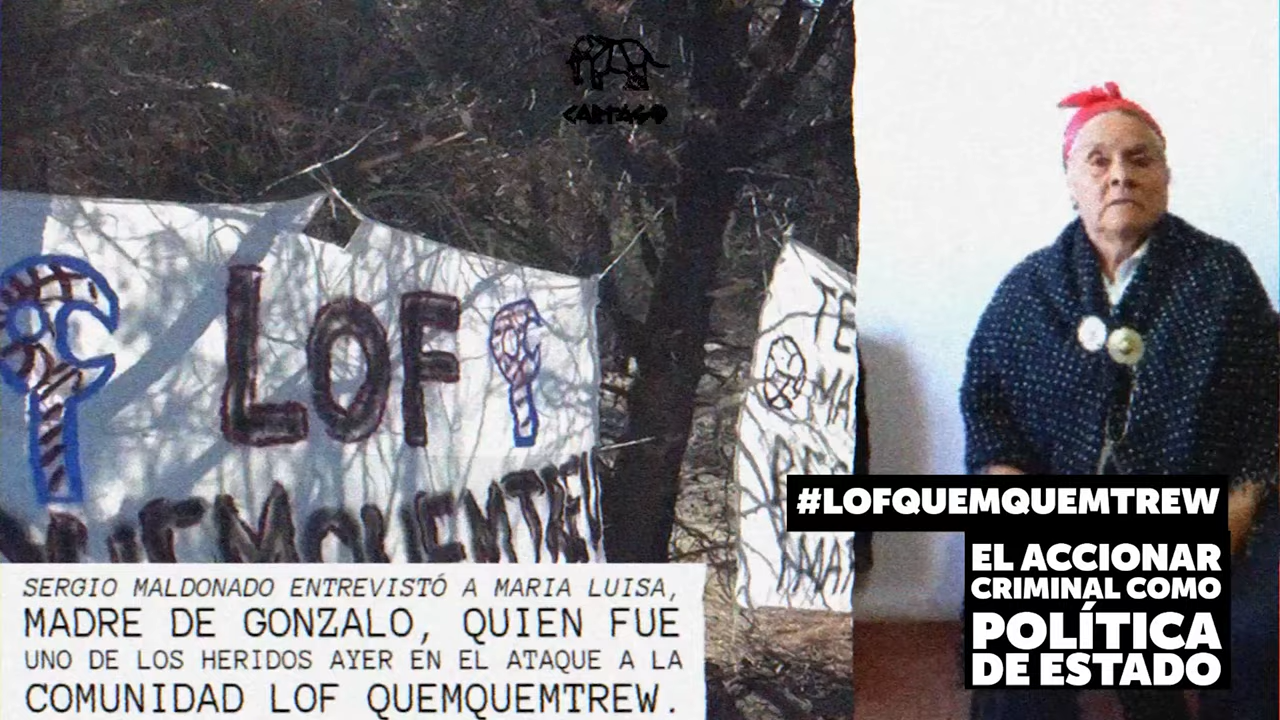 CARTAGO
LOF
SERGIO MALDONADO ENTREVISTÓ A MARIA LUISA,
MADRE DE GONZALO, QUIEN FUE
UNO DE LOS HERIDOS AYER EN EL ATAQUE A LA
COMUNIDAD LOF QUEMQUEMTREW.
#LOFQUEMQUEMTREW
EL ACCIONAR
CRIMINAL COMO
POLÍTICA
DE ESTADO